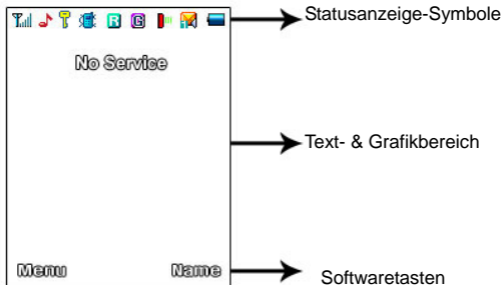 Statusanzeige-Symbole
No Service
Text- & Grafikbereich
Menu
Name
Softwaretasten